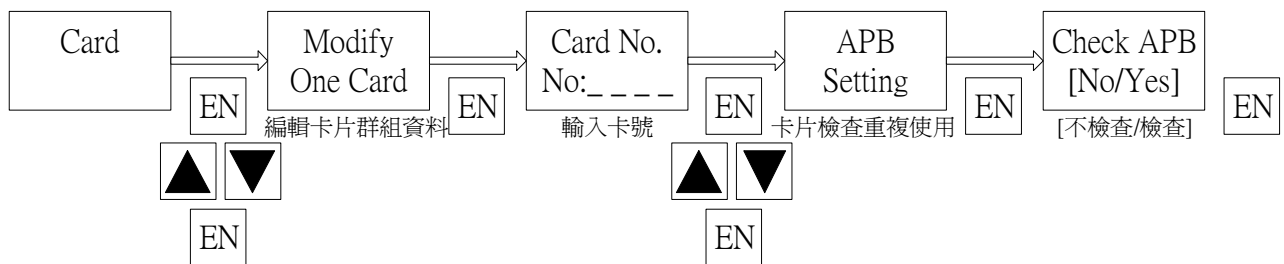 Card
Modify
One Card
Card No.
No:_ _ _ _
APB
Setting
Check APB
[No/Yes]
EN
編輯卡片群組資料
EN
輸入卡號
EN
卡片檢查重複使用
EN
[不檢查/檢查]
EN
EN
EN